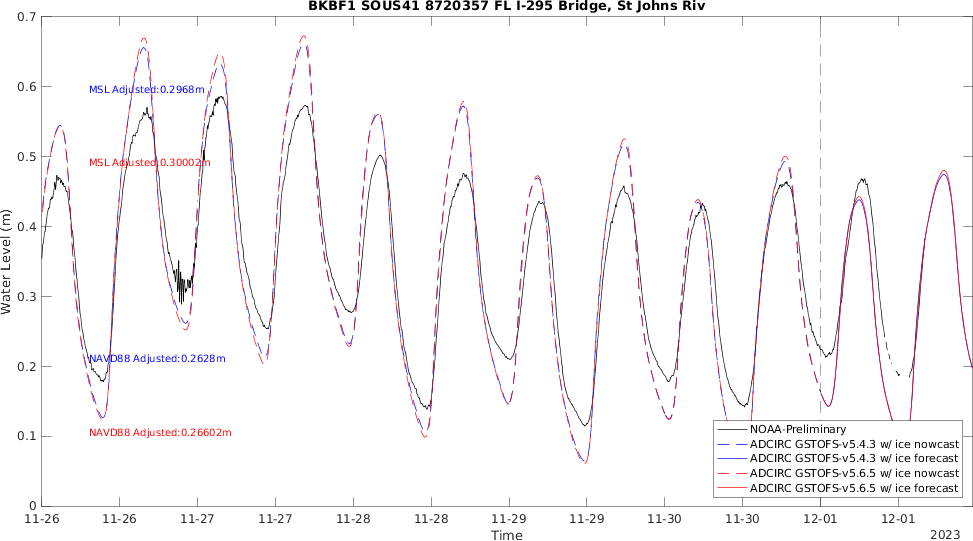 BKBF1 SOUS41 8720357 FL I-295 Bridge, St Johns Riv
0.7
0.6
0.5
0.4
0.3
0.2
0.1
0
Water Level (m)
MSL Adjusted:0.2968m
MSL Adjusted:0.30002m
NAVD88 Adjusted:0.2628m
NAVD88 Adjusted:0.26602m
NOAA-Preliminary
ADCIRC GSTOFS-v5.4.3 w/ ice nowcast
ADCIRC GSTOFS-v5.4.3 w/ ice forecast
ADCIRC GSTOFS-v5.6.5 w/ ice nowcast
ADCIRC GSTOFS-v5.6.5 w/ ice forecast
11-26 11-26 11-27 11-27 11-28 11-28 11-29 11-29 11-30 11-30 12-01 12-01
Time
2023